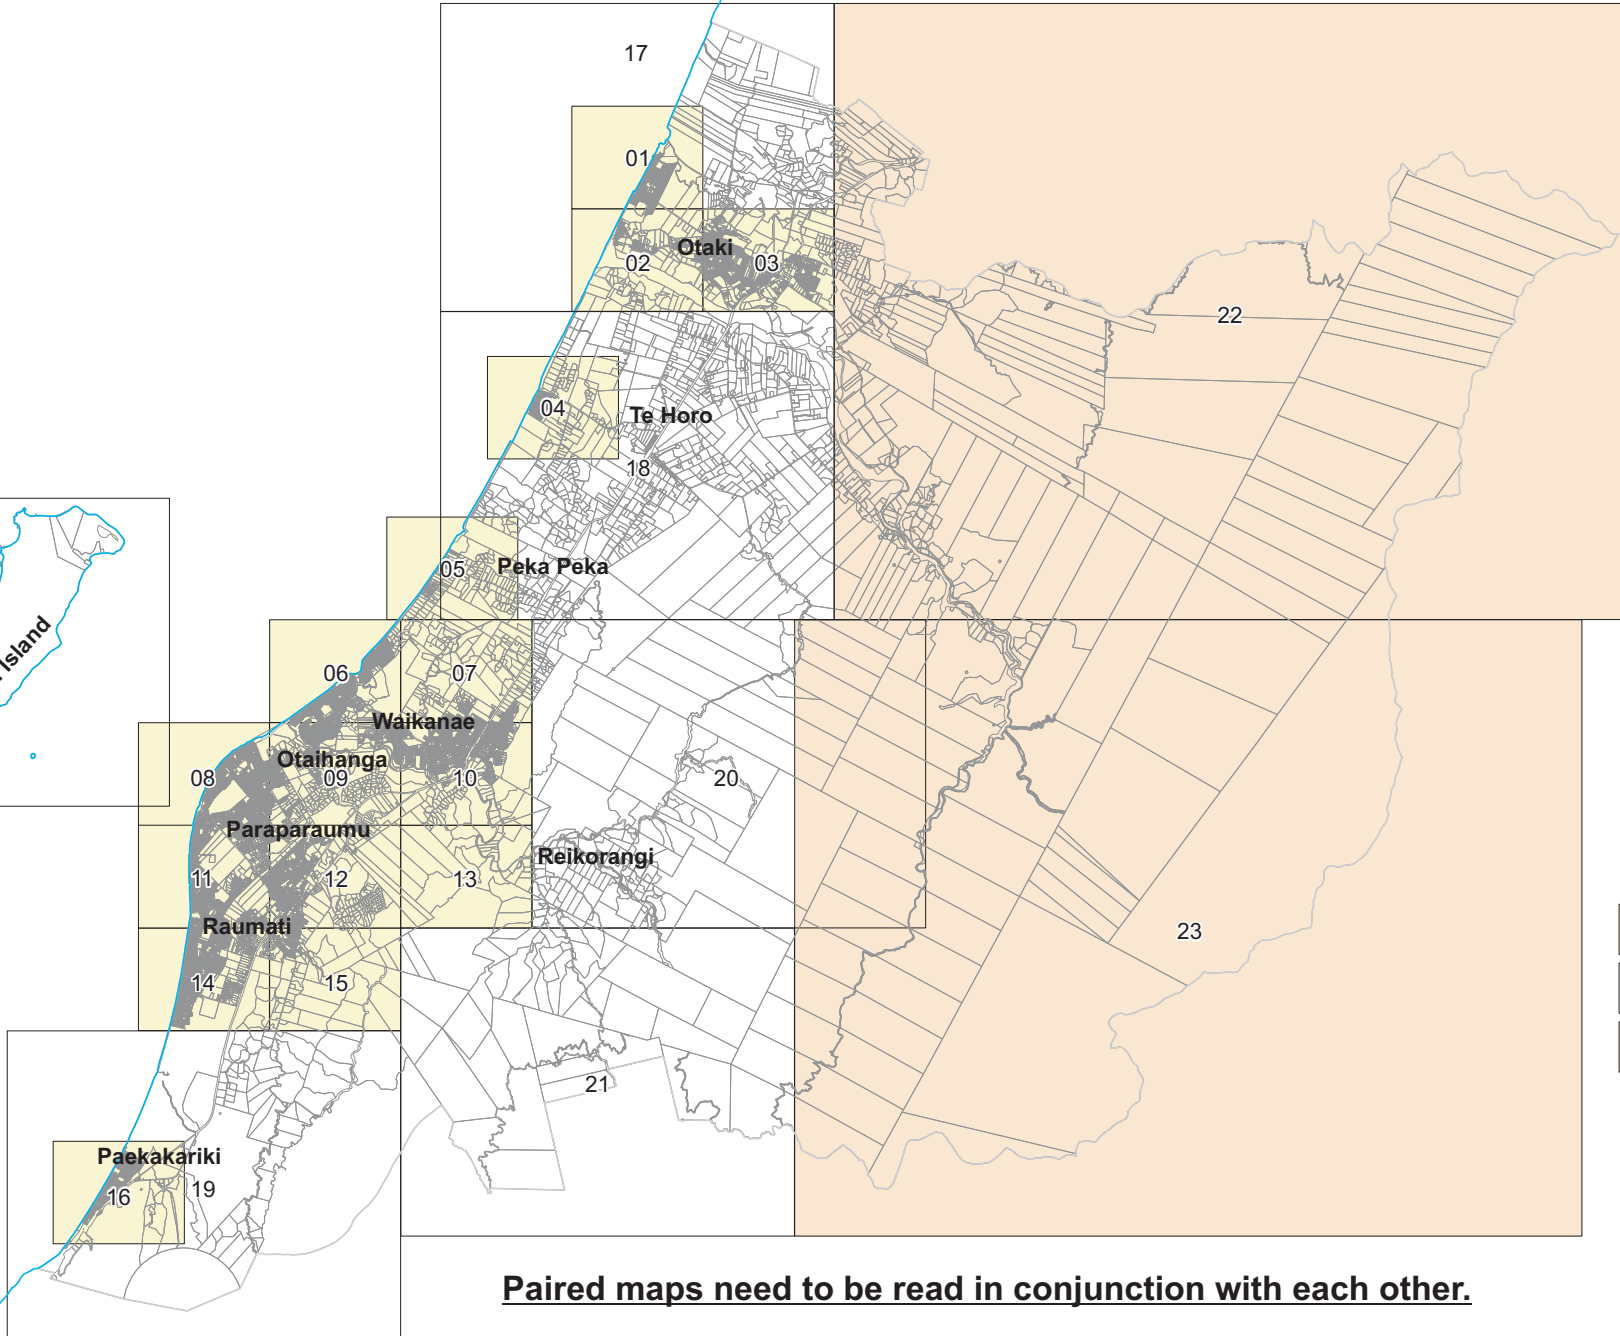 17
01
Otaki
02
03
22
04
Te Horo
18
05
Peka Peka
Island
06
07
Waikanae
Otaihanga
08
09
10
20
Paraparaumu
Reikorangi
11
12
13
Raumati
23
14
15
21
Paekakariki
16
19
Paired maps need to be read in conjunction with each other.